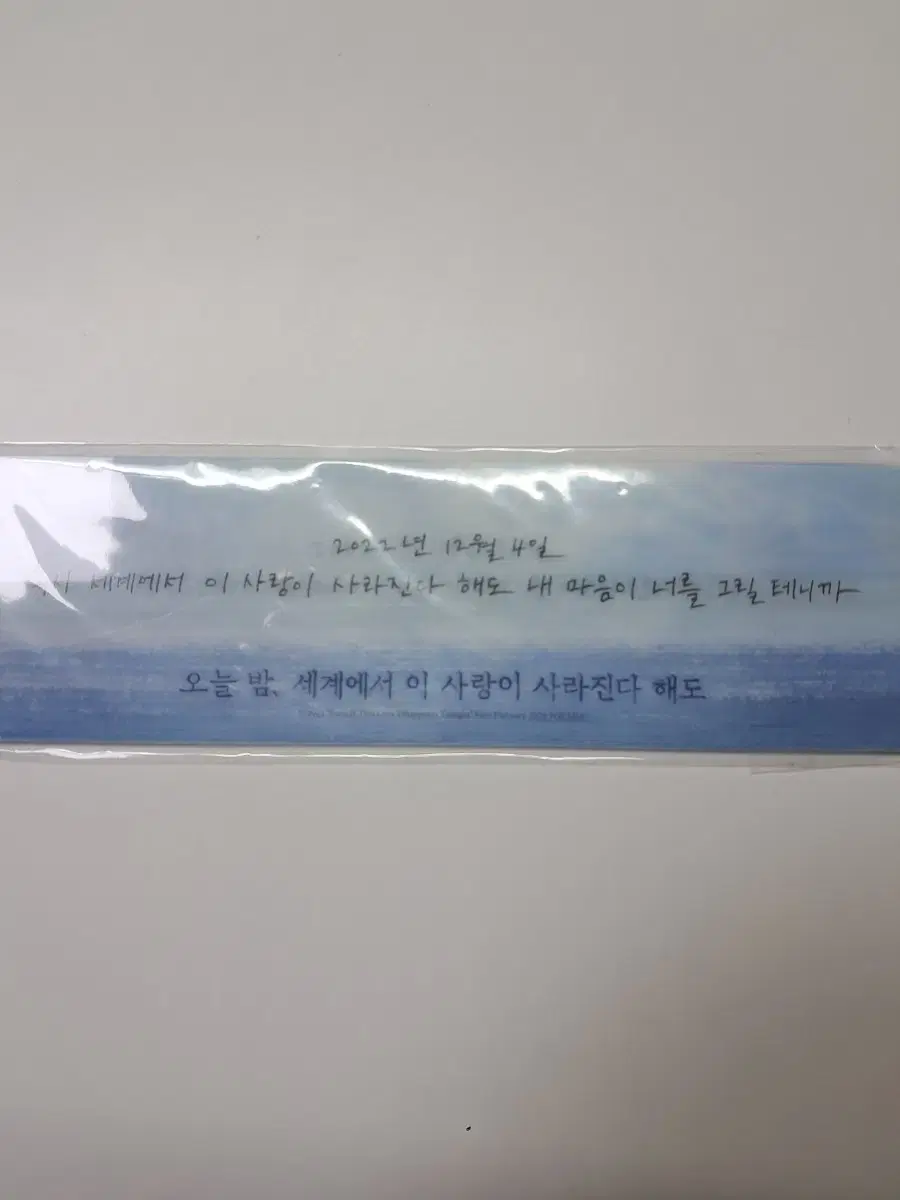 2022년 12월 4일
세계에서 이 사랑이 사라진다 해도 내 마음이 너를 그릴 테니까
오늘 밤, 세계에서 이 사랑이 사라진다 해도